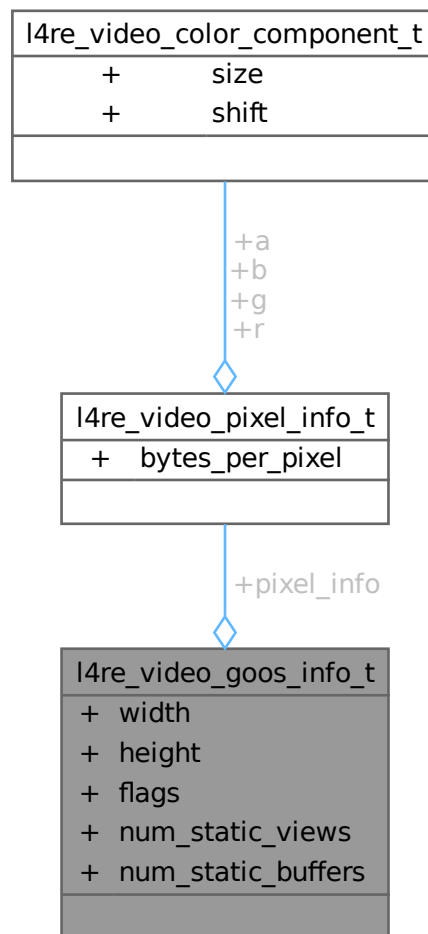 l4re_video_color_component_t
+ size
+ shift
+a
+b
+g
+r
l4re_video_pixel_info_t
+ bytes_per_pixel
+pixel_info
l4re_video_goos_info_t
+ width
+ height
+ flags
+ num_static_views
+ num_static_buffers